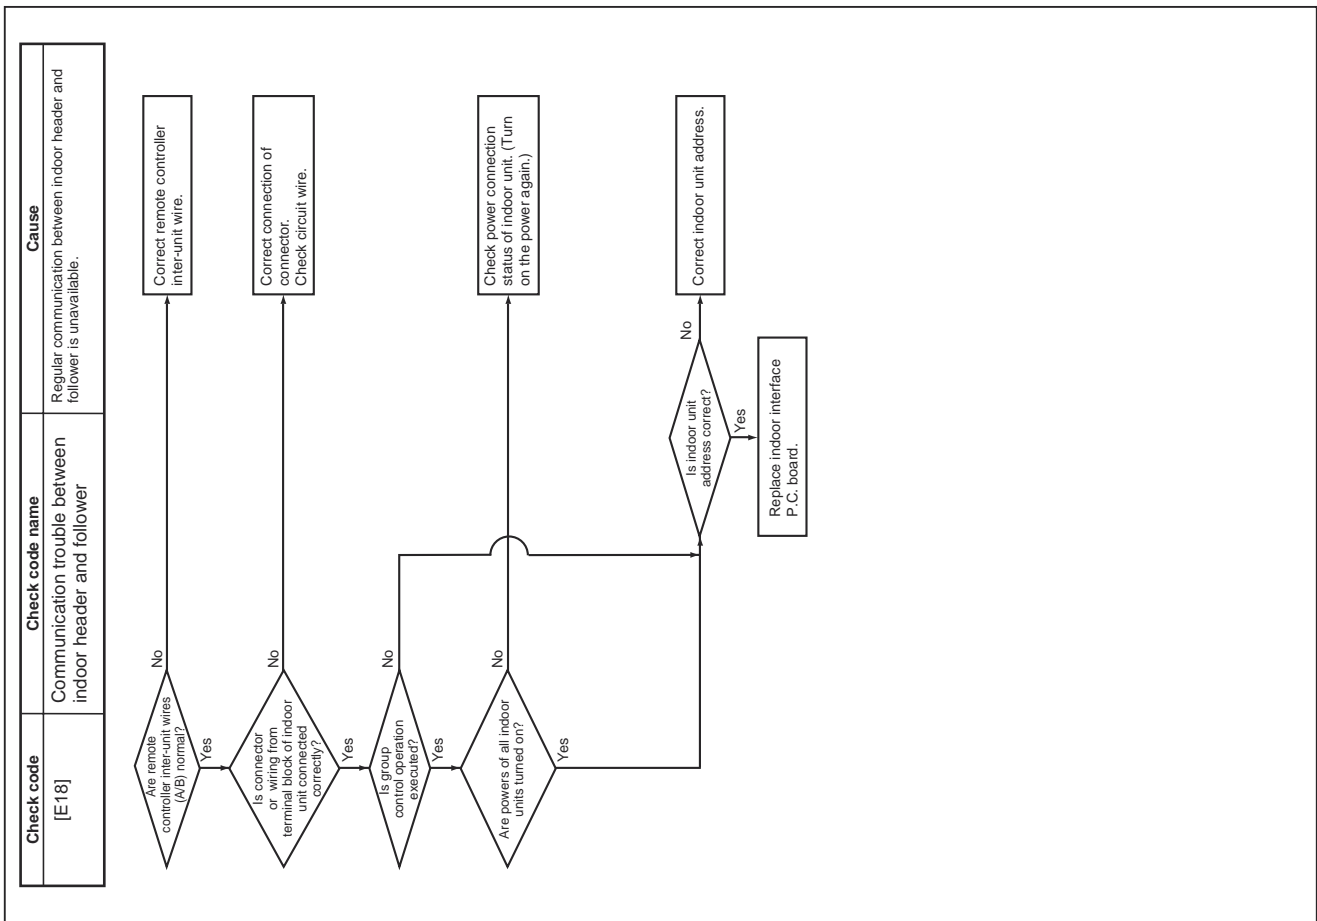 Check code
Check code name
Cause
[E18]
Communication trouble between
indoor header and follower
Regular communication between indoor header and
follower is unavailable.
Are remote
controller inter-unit wires
(A/B) normal?
No
Correct remote controller
inter-unit wire.
Yes
Is connector
or wiring from
terminal block of indoor
unit connected
correctly?
No
Correct connection of
connector.
Check circuit wire.
Yes
Is group
control operation
executed?
No
Yes
Are powers of all indoor
units turned on?
No
Check power connection
status of indoor unit. (Turn
on the power again.)
Yes
Is indoor unit
address correct?
No
Correct indoor unit address.
Yes
Replace indoor interface
P.C. board.